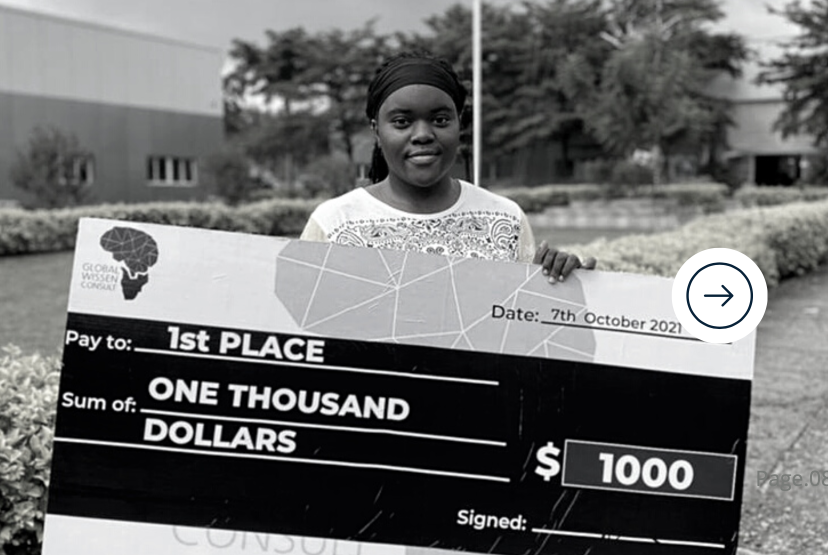 GLOBAL
WISSEN
CONSULT
Date: 7th October 2021
Pay to: 1st PLACE
Sum of: ONE THOUSAND
DOLLARS
$ 1000
Signed:
CONSULT
Page.08